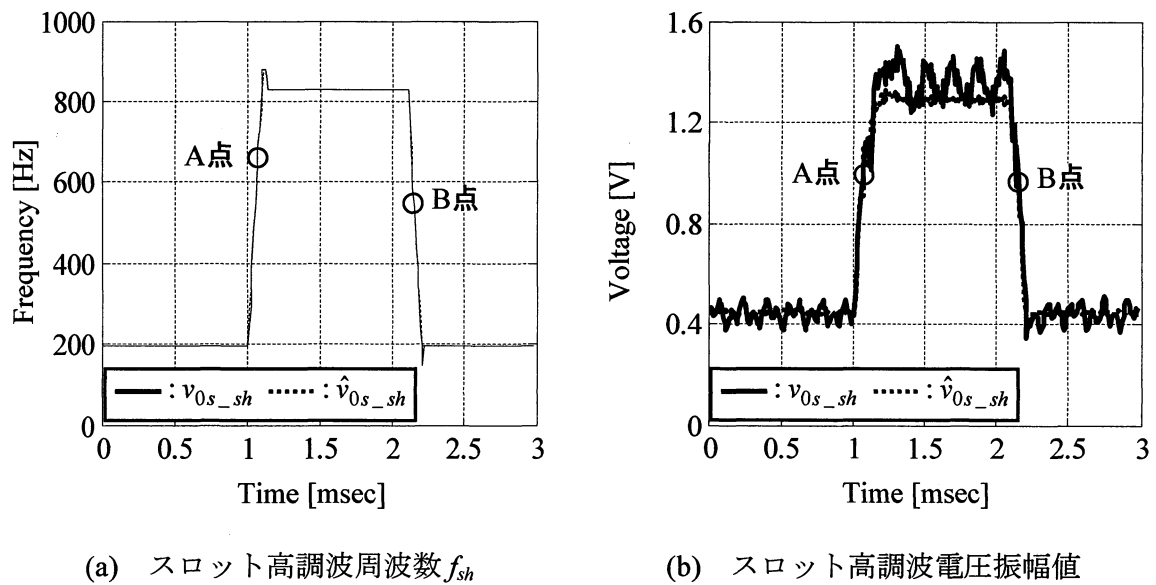 1000
800
600
400
200
0
Frequency [Hz]
A点
B点
: v0s_sh : v̂0s_sh
0 0.5 1 1.5 2 2.5 3
Time [msec]
(a) スロット高調波周波数 fsh
1.6
1.2
0.8
0.4
0
Voltage [V]
A点
B点
: v0s_sh : v̂0s_sh
0 0.5 1 1.5 2 2.5 3
Time [msec]
(b) スロット高調波電圧振幅値